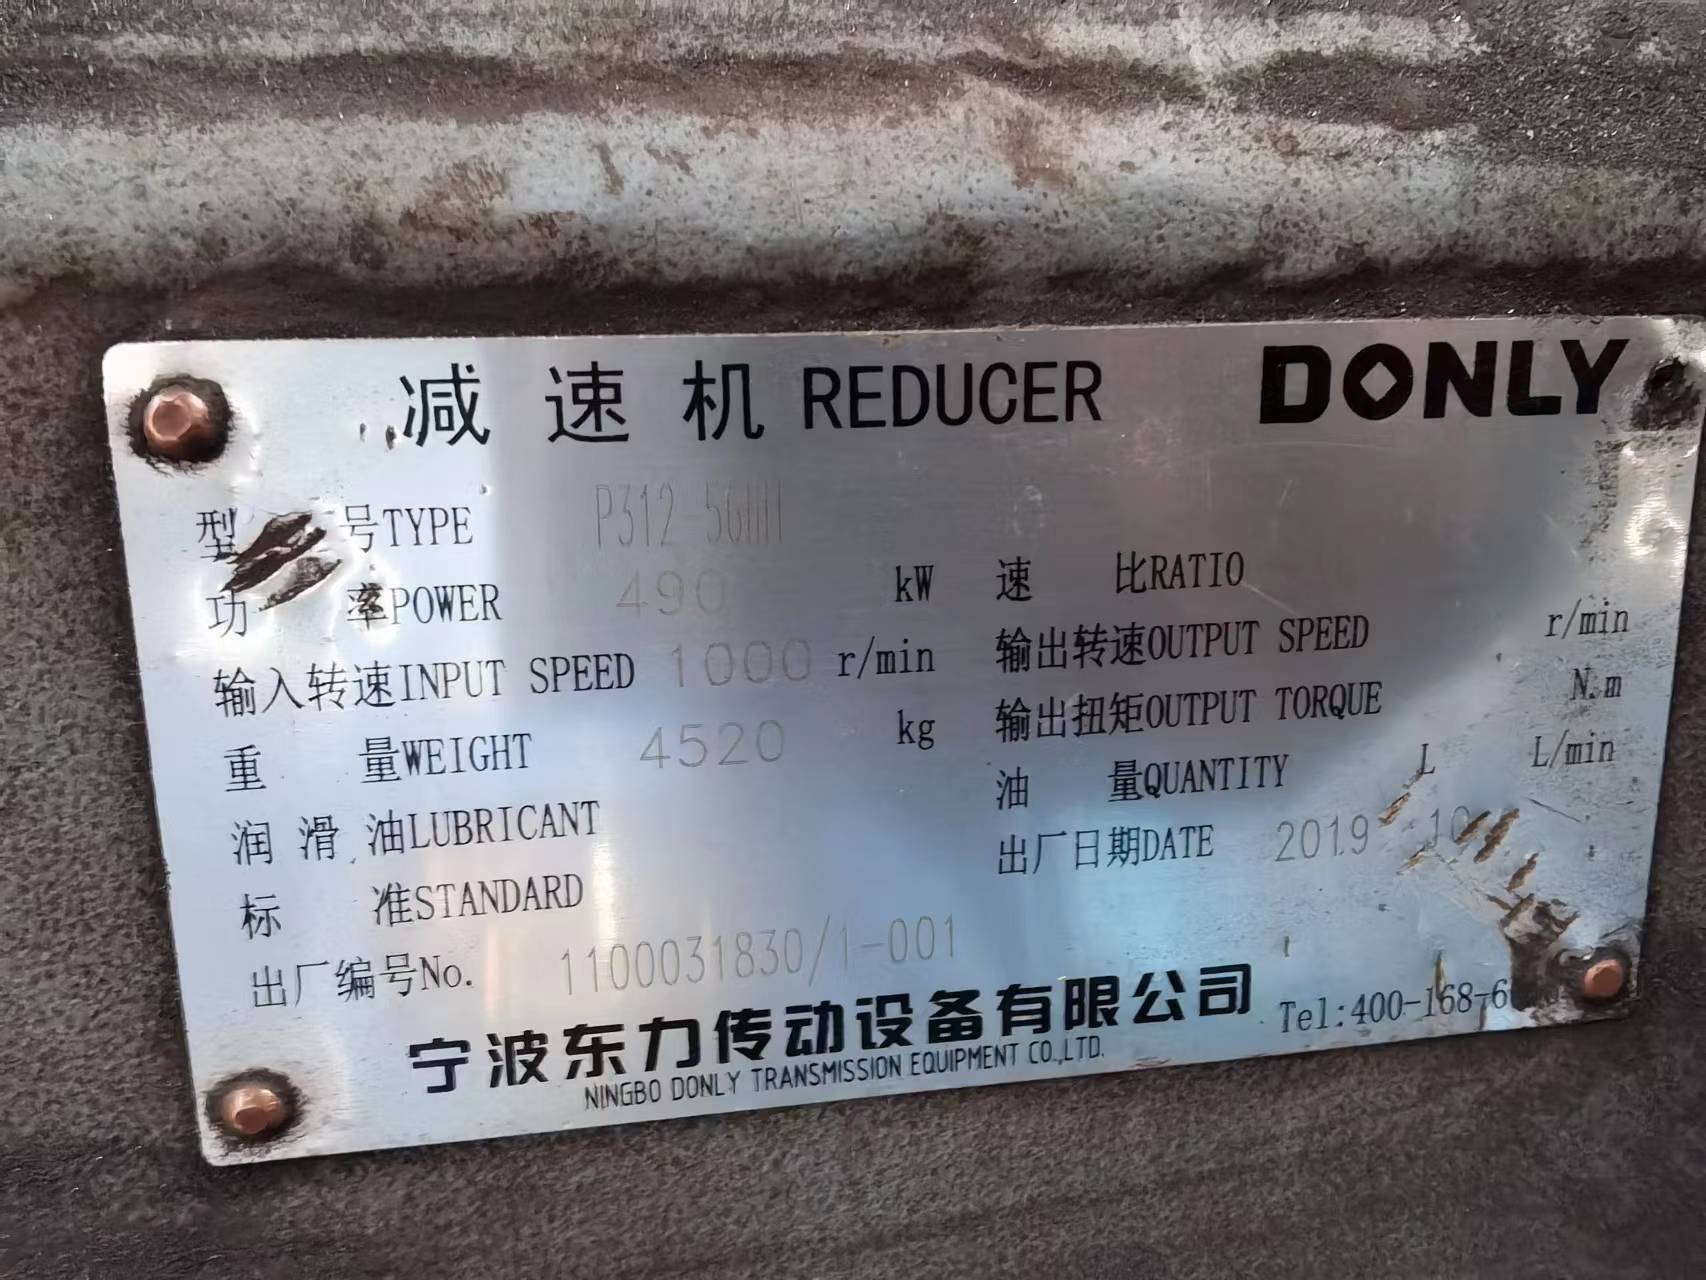 减速机 REDUCER DONLY
型号TYPE
功率POWER 490 kW 速比RATIO
输入转速INPUT SPEED 1000 r/min 输出转速OUTPUT SPEED r/min
重量WEIGHT 4520 kg 输出扭矩OUTPUT TORQUE N.m
润滑油LUBRICANT 油量QUANTITY L L/min
标准STANDARD 出厂日期DATE 2019 10
出厂编号No. 1100031830/1-001
宁波东力传动设备有限公司 Tel:400-168-6
NINGBO DONLY TRANSMISSION EQUIPMENT CO.,LTD.